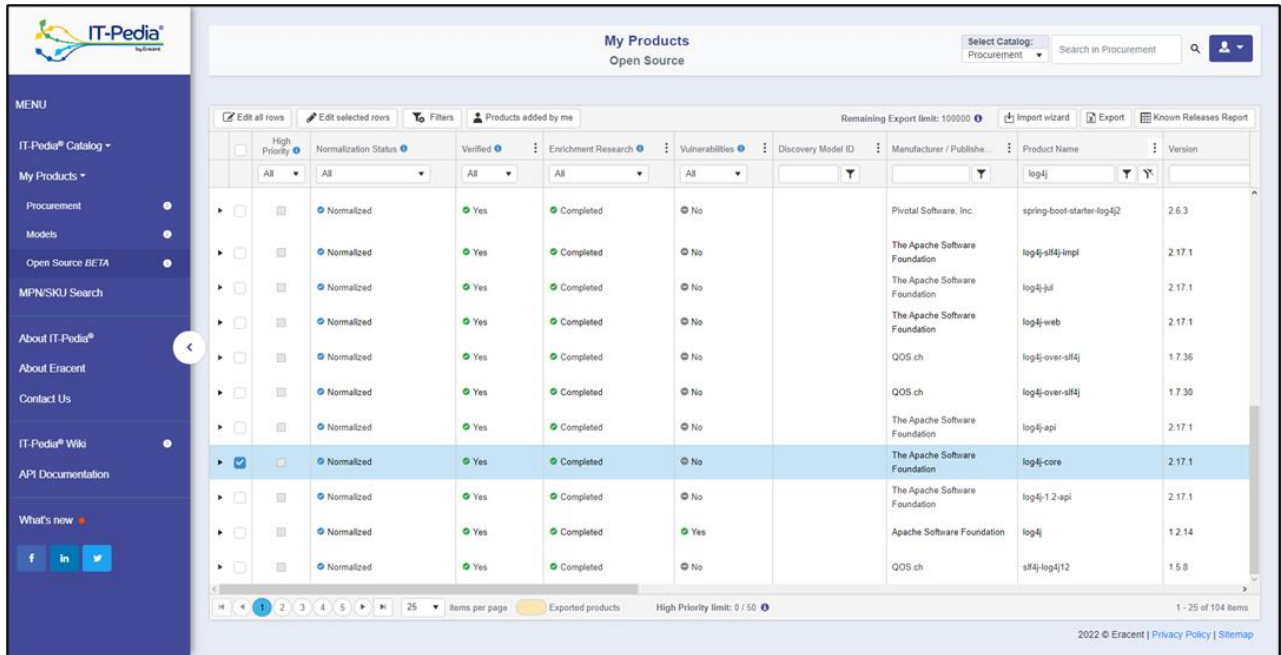 IT-Pedia®
by Eracent
My Products
Open Source
Select Catalog:
Procurement
Search in Procurement
MENU
IT-Pedia® Catalog
My Products
Procurement
Models
Open Source BETA
MPN/SKU Search
About IT-Pedia®
About Eracent
Contact Us
IT-Pedia® Wiki
API Documentation
What's new
Edit all rows Edit selected rows Filters Products added by me Remaining Export limit: 100000 Import wizard Export Known Releases Report
High Priority Normalization Status Verified Enrichment Research Vulnerabilities Discovery Model ID Manufacturer / Publishe... Product Name Version
All All All All All log4j
Normalized Yes Completed No Pivotal Software, Inc. spring-boot-starter-log4j2 2.6.3
Normalized Yes Completed No The Apache Software Foundation log4j-slf4j-impl 2.17.1
Normalized Yes Completed No The Apache Software Foundation log4j-jul 2.17.1
Normalized Yes Completed No The Apache Software Foundation log4j-web 2.17.1
Normalized Yes Completed No QOS.ch log4j-over-slf4j 1.7.36
Normalized Yes Completed No QOS.ch log4j-over-slf4j 1.7.30
Normalized Yes Completed No The Apache Software Foundation log4j-api 2.17.1
Normalized Yes Completed No The Apache Software Foundation log4j-core 2.17.1
Normalized Yes Completed No The Apache Software Foundation log4j-1.2-api 2.17.1
Normalized Yes Completed Yes Apache Software Foundation log4j 1.2.14
Normalized Yes Completed No QOS.ch slf4j-log4j12 1.5.8
1 2 3 4 5 25 items per page Exported products High Priority limit: 0 / 50 1 - 25 of 104 items
2022 © Eracent | Privacy Policy | Sitemap